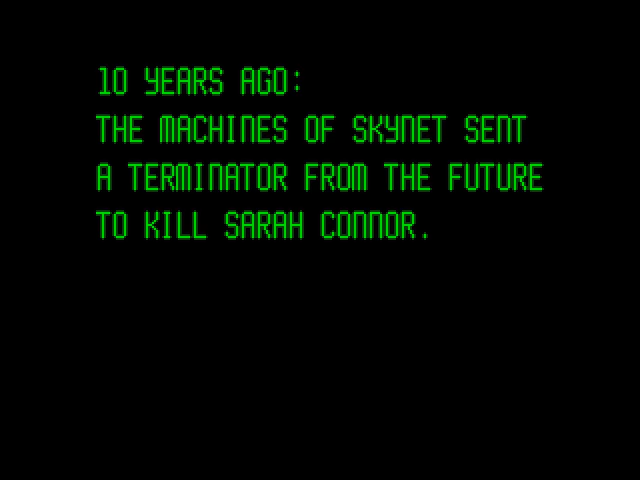 10 YEARS AGO:
THE MACHINES OF SKYNET SENT
A TERMINATOR FROM THE FUTURE
TO KILL SARAH CONNOR.